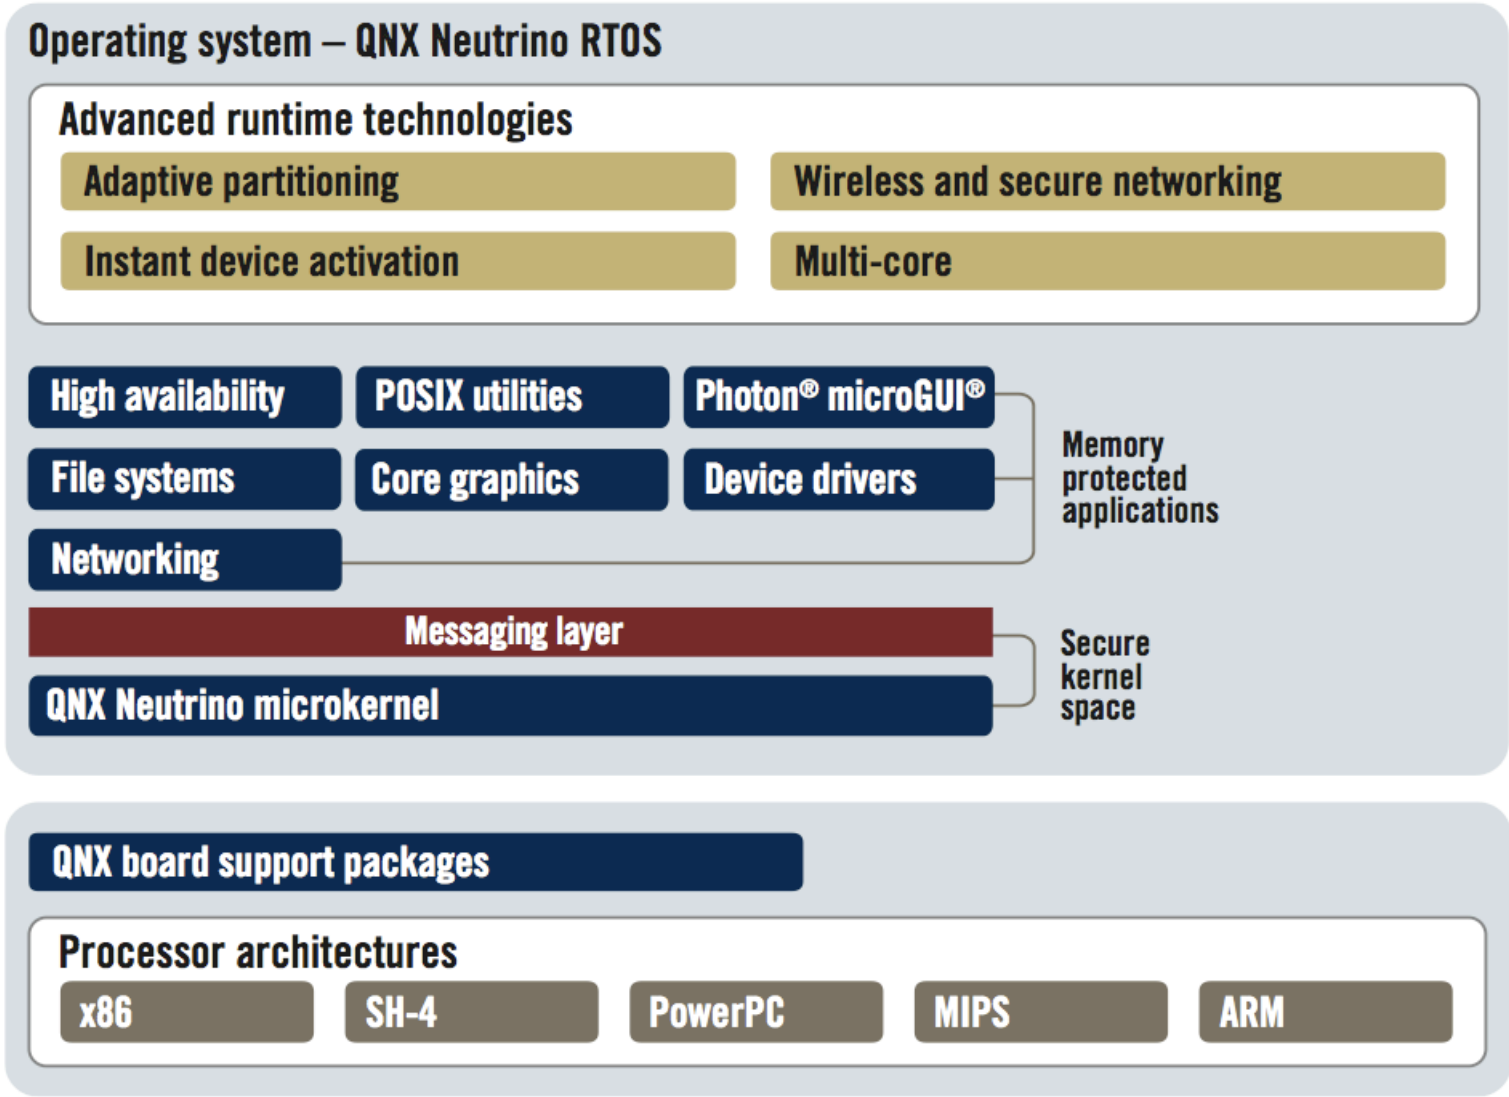 Operating system – QNX Neutrino RTOS
Advanced runtime technologies
Adaptive partitioning
Wireless and secure networking
Instant device activation
Multi-core
High availability
POSIX utilities
Photon® microGUI®
File systems
Core graphics
Device drivers
Memory
protected
applications
Networking
Messaging layer
QNX Neutrino microkernel
Secure
kernel
space
QNX board support packages
Processor architectures
x86
SH-4
PowerPC
MIPS
ARM